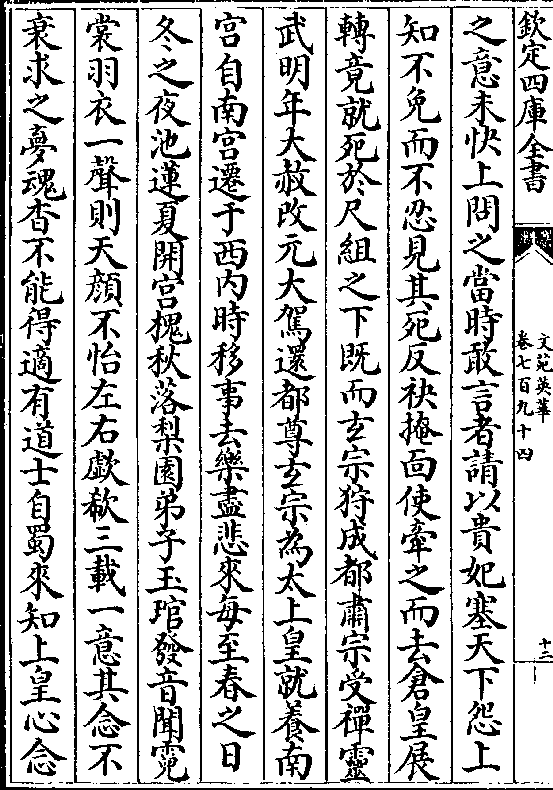 欽定四庫全書
文苑英華
卷七百九十四
十二
之意未快上問之當時敢言者請以貴妃塞天下怨上
知不免而不忍見其死反袂掩面使牽之而去倉皇展
轉竟就死於尺組之下既而玄宗狩成都肅宗受禪靈
武明年大赦改元大駕還都尊玄宗為太上皇就養南
宮自南宮遷于西内時移事去樂盡悲來每至春之日
冬之夜池蓮夏開宫槐秋落梨園弟子玉琯發音聞霓
裳羽衣一聲則天顔不怡左右歔欷三載一意其念不
衰求之夢魂杳不能得適有道士自蜀來知上皇心念